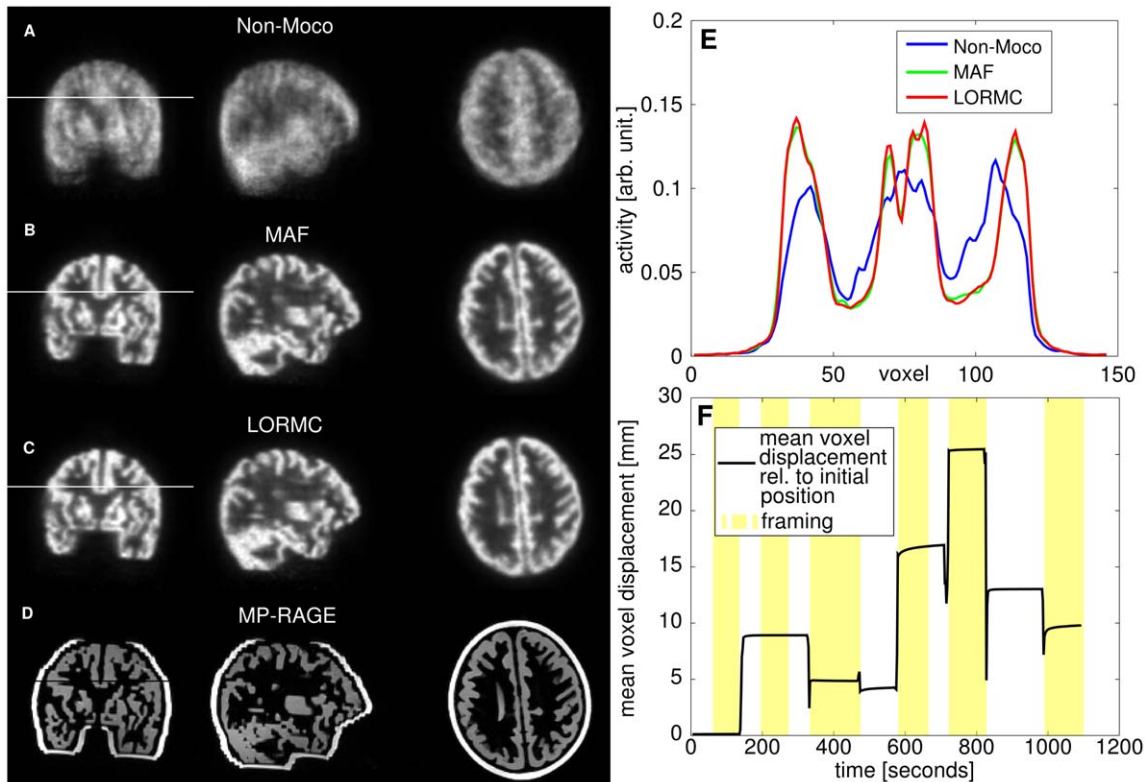 A
Non-Moco
B
MAF
C
LORMC
D
MP-RAGE
E
0.2
0.15
0.1
0.05
0
activity [arb. unit.]
Non-Moco
MAF
LORMC
50
voxel
100
150
F
30
25
20
15
10
5
0
mean voxel displacement [mm]
mean voxel
displacement
rel. to initial
position
framing
0
200
400
600
800
1000
1200
time [seconds]